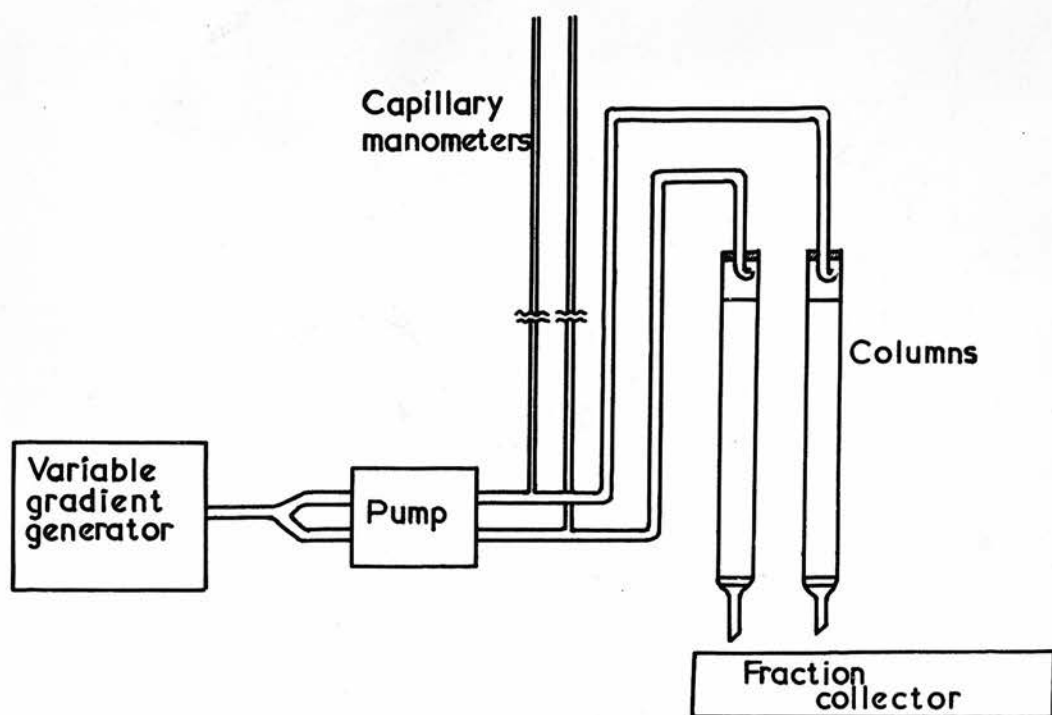 Capillary
manometers
Columns
Variable
gradient
generator
Pump
Fraction
collector